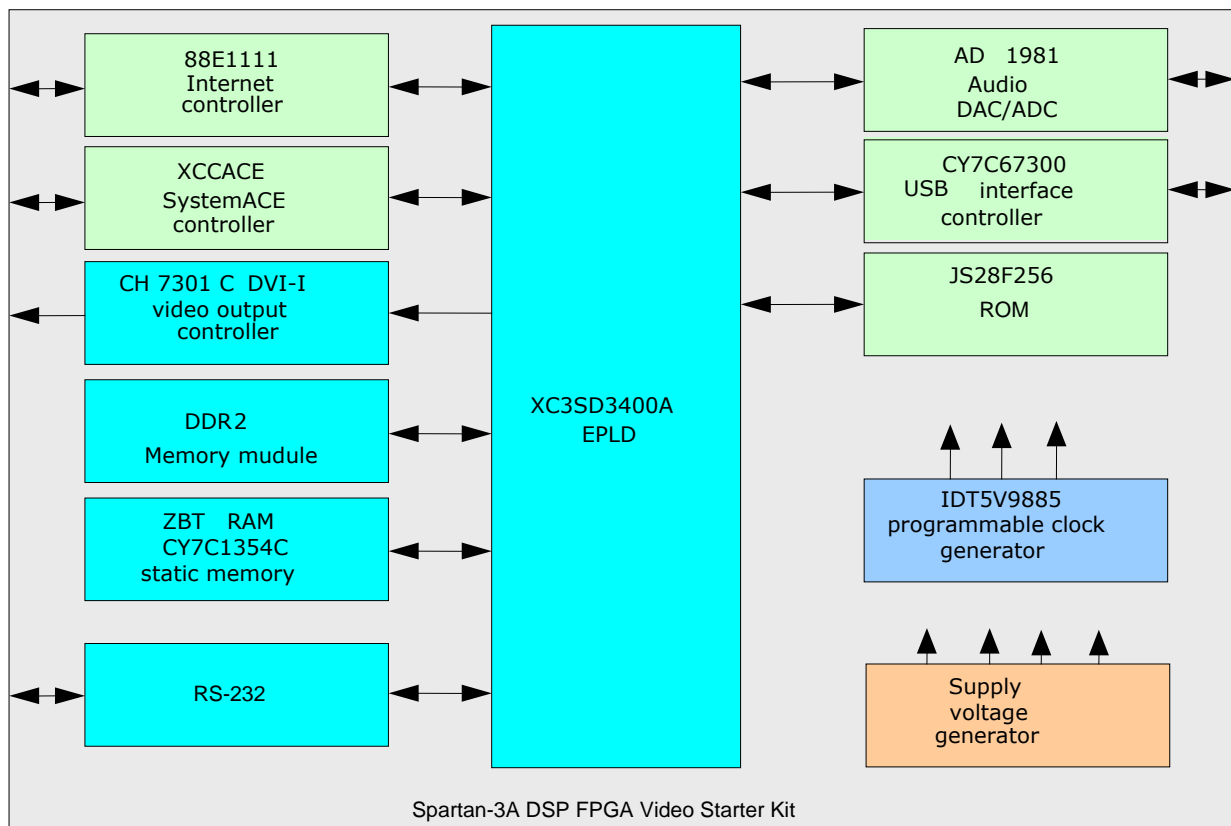 88E1111
Internet
controller
XCCACE
SystemACE
controller
CH 7301 C DVI-I
video output
controller
DDR2
Memory mudule
ZBT RAM
CY7C1354C
static memory
RS-232
XC3SD3400A
EPLD
AD 1981
Audio
DAC/ADC
CY7C67300
USB interface
controller
JS28F256
ROM
IDT5V9885
programmable clock
generator
Supply
voltage
generator
Spartan-3A DSP FPGA Video Starter Kit